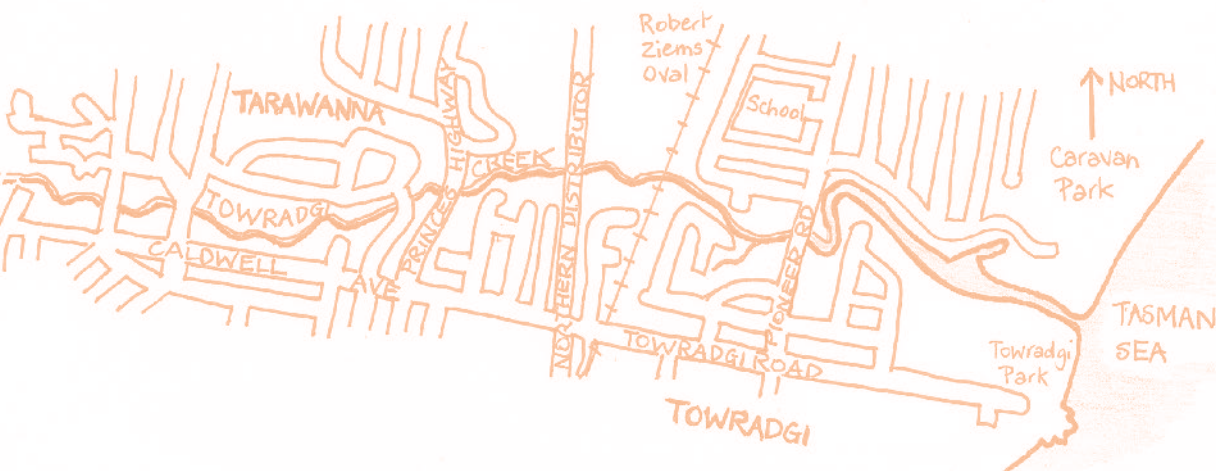 Robert
Ziems
Oval
NORTH
TARAWANNA
School
PRINCES HIGHWAY
NORTHERN DISTRIBUTOR
CREEK
Caravan
Park
TOWRADGI
PIONEER RD
CALDWELL
AVE
TASMAN
SEA
TOWRADGI ROAD
Towradgi
Park
TOWRADGI